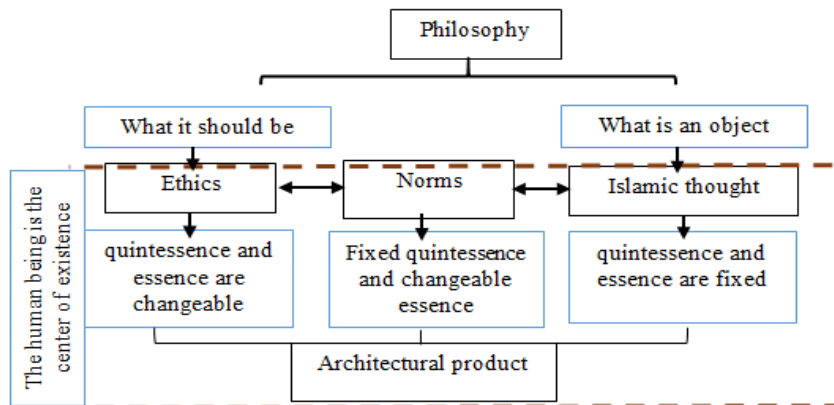 Philosophy
What it should be
What is an object
The human being is the
center of existence
Ethics
Norms
Islamic thought
quintessence and
essence are
changeable
Fixed quintessence
and changeable
essence
quintessence and
essence are fixed
Architectural product